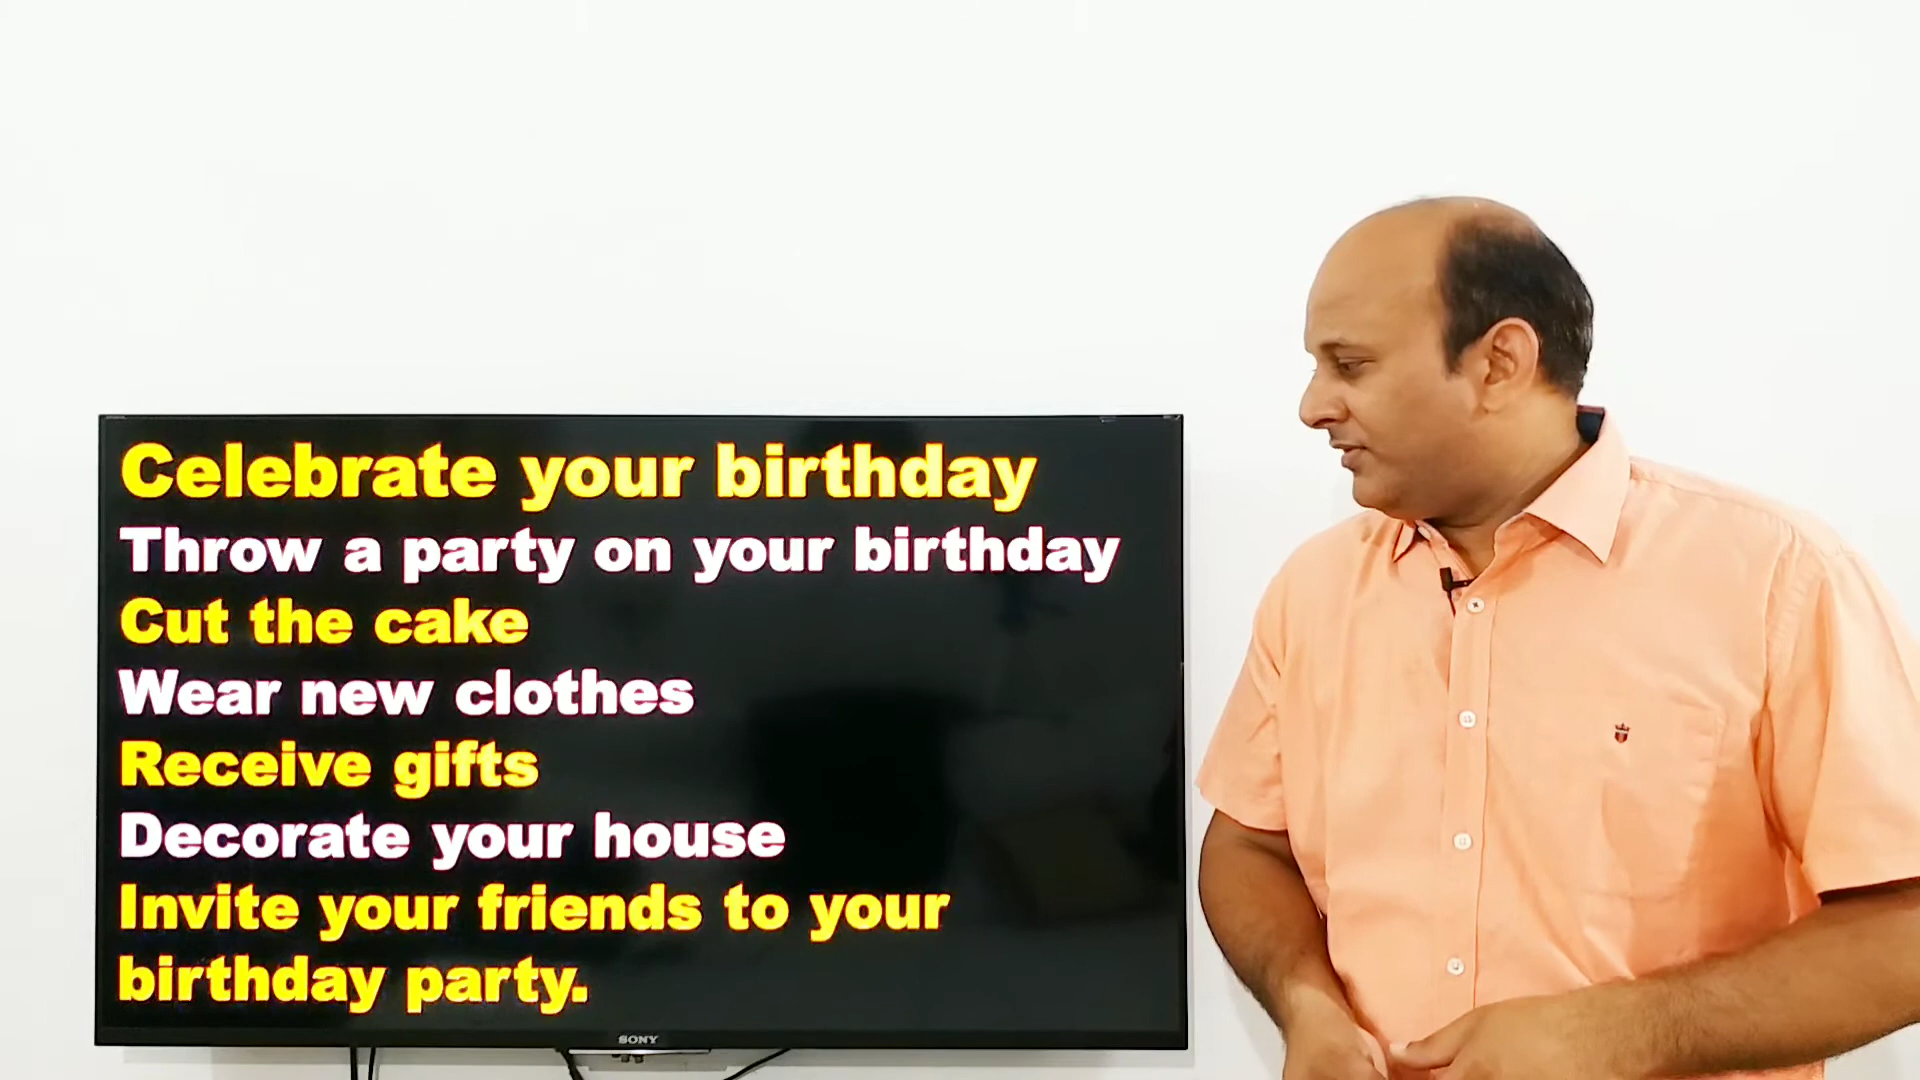 Celebrate your birthday
Throw a party on your birthday
Cut the cake
Wear new clothes
Receive gifts
Decorate your house
Invite your friends to your
birthday party.
SONY